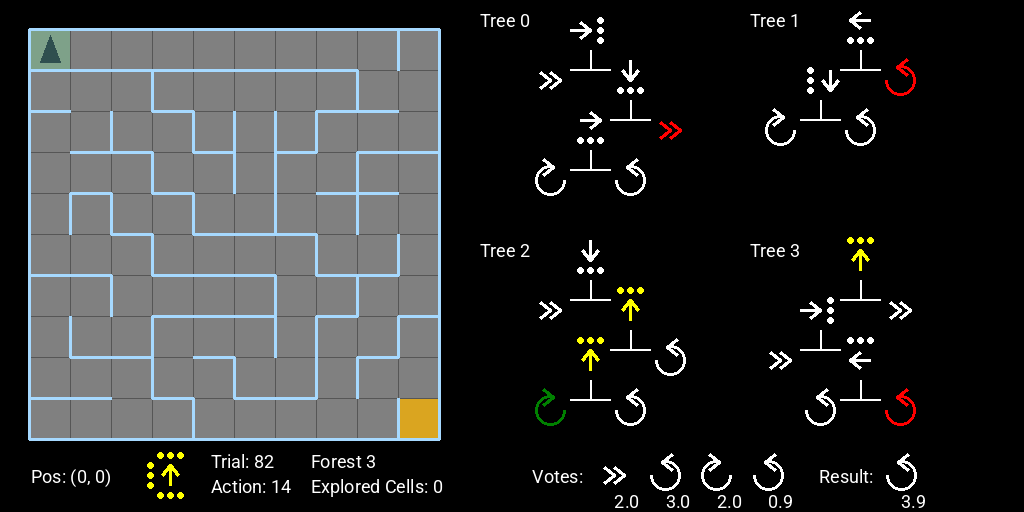 Tree 0
Tree 1
Tree 2
Tree 3
Pos: (0, 0)
Trial: 82
Forest 3
Action: 14
Explored Cells: 0
Votes:
2.0
3.0
2.0
0.9
Result:
3.9